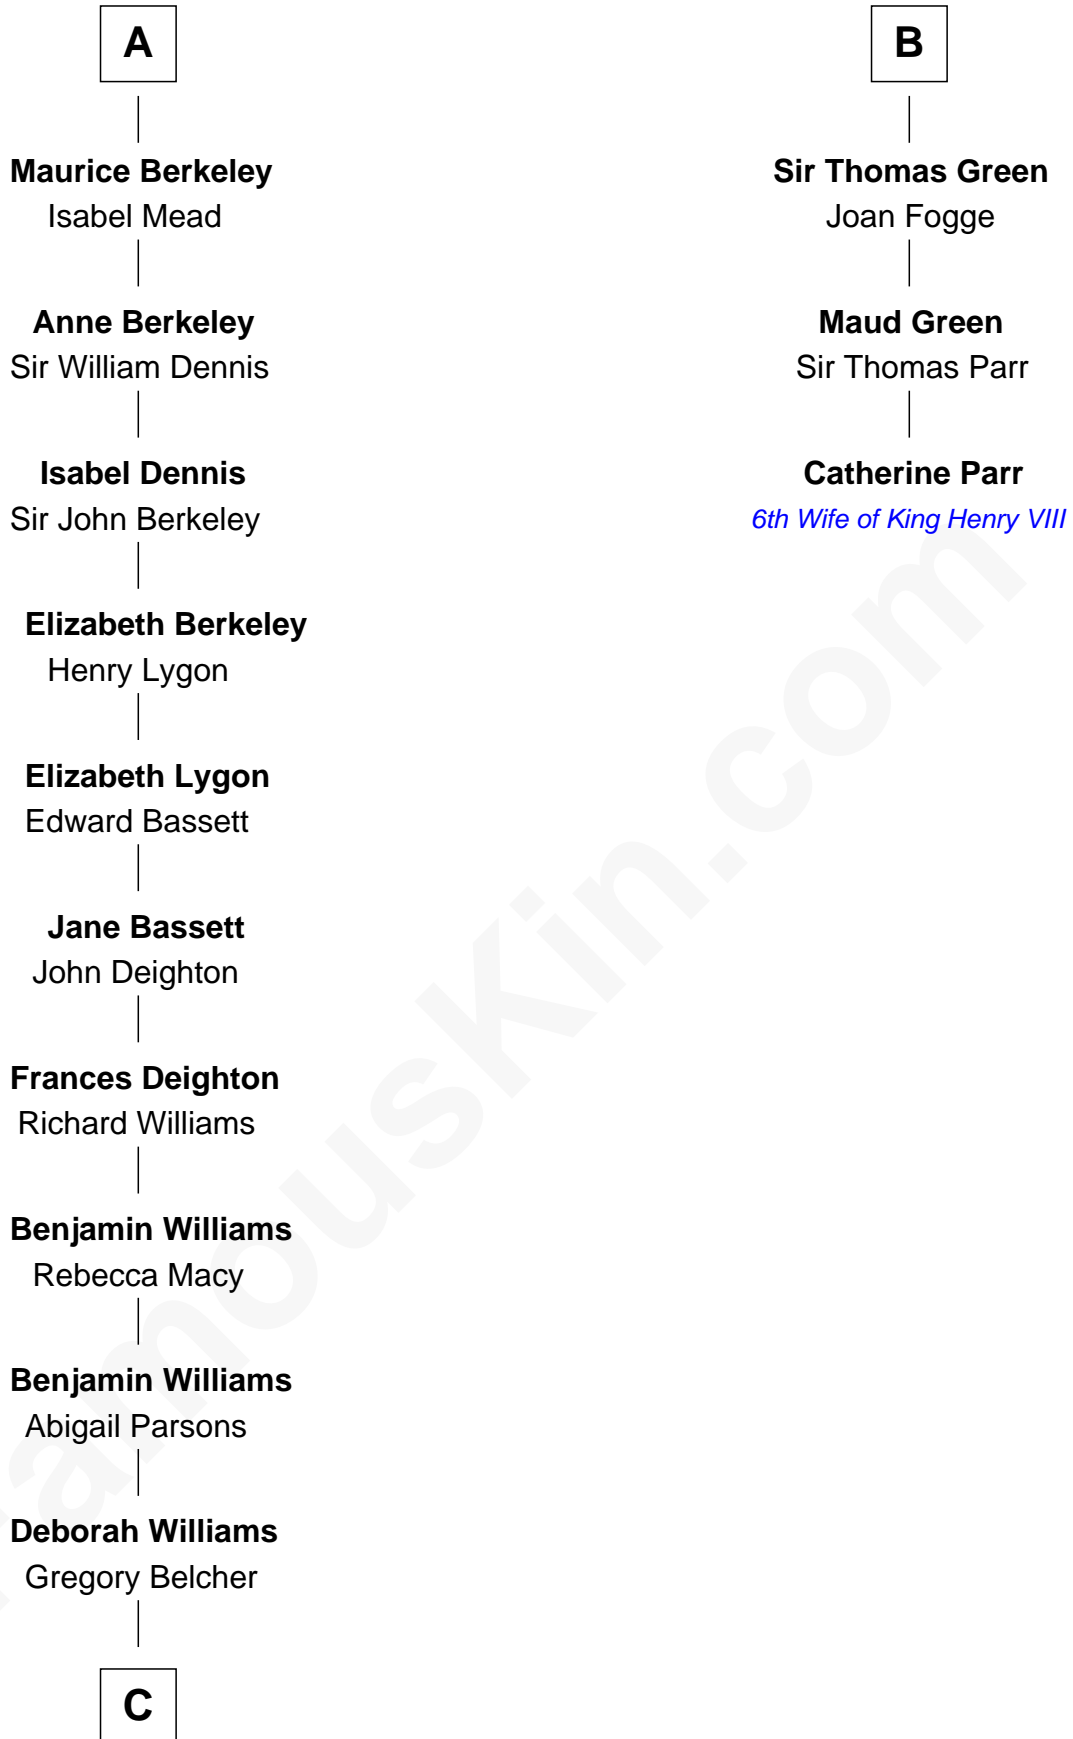 A
Maurice Berkeley
Isabel Mead
Anne Berkeley
Sir William Dennis
Isabel Dennis
Sir John Berkeley
Elizabeth Berkeley
Henry Lygon
Elizabeth Lygon
Edward Bassett
Jane Bassett
John Deighton
Frances Deighton
Richard Williams
Benjamin Williams
Rebecca Macy
Benjamin Williams
Abigail Parsons
Deborah Williams
Gregory Belcher
C
B
Sir Thomas Green
Joan Fogge
Maud Green
Sir Thomas Parr
Catherine Parr
6th Wife of King Henry VIII
FamousKin.com